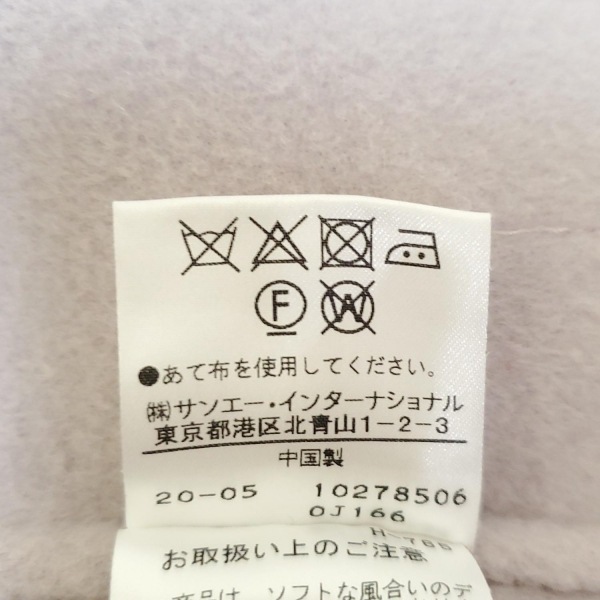 F W
●あて布を使用してください。
㈱サンエー・インターナショナル
東京都港区北青山1-2-3
中国製
20-05 10278506
0J166
お取扱い上のご注意
商品は、ソフトな風合いのデ